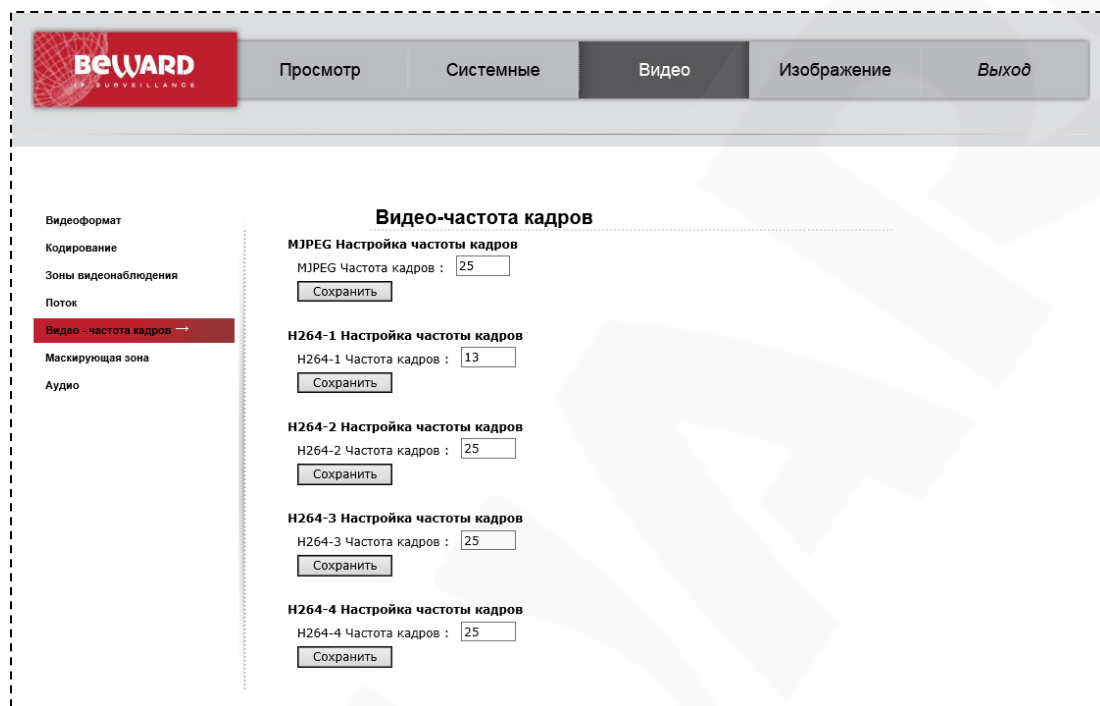 BEWARD
IP SURVEILLANCE
Просмотр
Системные
Видео
Изображение
Выход
Видеоформат
Кодирование
Зоны видеонаблюдения
Поток
Видео - частота кадров →
Маскирующая зона
Аудио
Видео-частота кадров
MJPEG Настройка частоты кадров
MJPEG Частота кадров : 25
Сохранить
H264-1 Настройка частоты кадров
H264-1 Частота кадров : 13
Сохранить
H264-2 Настройка частоты кадров
H264-2 Частота кадров : 25
Сохранить
H264-3 Настройка частоты кадров
H264-3 Частота кадров : 25
Сохранить
H264-4 Настройка частоты кадров
H264-4 Частота кадров : 25
Сохранить